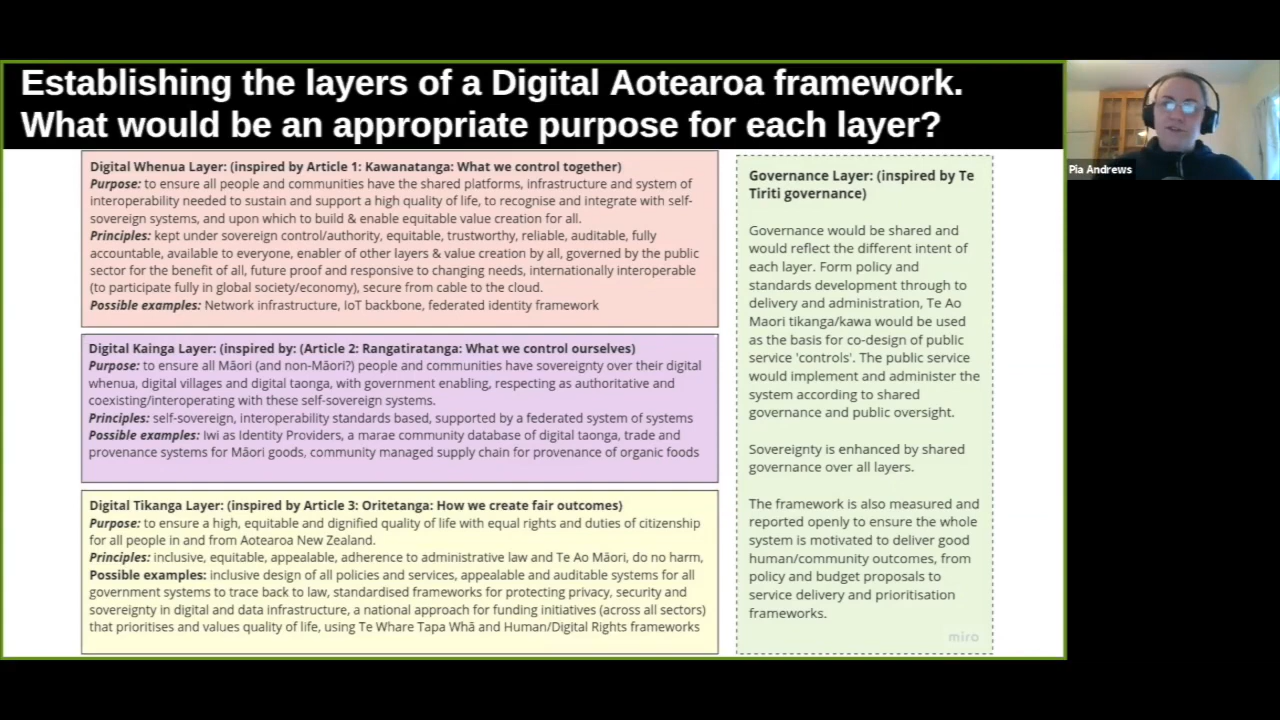 Establishing the layers of a Digital Aotearoa framework.
What would be an appropriate purpose for each layer?
Digital Whenua Layer: (inspired by Article 1: Kawanatanga: What we control together)
Purpose: to ensure all people and communities have the shared platforms, infrastructure and system of
interoperability needed to sustain and support a high quality of life, to recognise and integrate with self-
sovereign systems, and upon which to build & enable equitable value creation for all.
Principles: kept under sovereign control/authority, equitable, trustworthy, reliable, auditable, fully
accountable, available to everyone, enabler of other layers & value creation by all, governed by the public
sector for the benefit of all, future proof and responsive to changing needs, internationally interoperable
(to participate fully in global society/economy), secure from cable to the cloud.
Possible examples: Network infrastructure, IoT backbone, federated identity framework
Digital Kainga Layer: (inspired by: (Article 2: Rangatiratanga: What we control ourselves)
Purpose: to ensure all Māori (and non-Māori?) people and communities have sovereignty over their digital
whenua, digital villages and digital taonga, with government enabling, respecting as authoritative and
coexisting/interoperating with these self-sovereign systems.
Principles: self-sovereign, interoperability standards based, supported by a federated system of systems
Possible examples: Iwi as Identity Providers, a marae community database of digital taonga, trade and
provenance systems for Māori goods, community managed supply chain for provenance of organic foods
Digital Tikanga Layer: (inspired by Article 3: Oritetanga: How we create fair outcomes)
Purpose: to ensure a high, equitable and dignified quality of life with equal rights and duties of citizenship
for all people in and from Aotearoa New Zealand.
Principles: inclusive, equitable, appealable, adherence to administrative law and Te Ao Māori, do no harm,
Possible examples: inclusive design of all policies and services, appealable and auditable systems for all
government systems to trace back to law, standardised frameworks for protecting privacy, security and
sovereignty in digital and data infrastructure, a national approach for funding initiatives (across all sectors)
that prioritises and values quality of life, using Te Whare Tapa Whā and Human/Digital Rights frameworks
Governance Layer: (inspired by Te
Tiriti governance)
Governance would be shared and
would reflect the different intent of
each layer. Form policy and
standards development through to
delivery and administration, Te Ao
Maori tikanga/kawa would be used
as the basis for co-design of public
service 'controls'. The public service
would implement and administer the
system according to shared
governance and public oversight.
Sovereignty is enhanced by shared
governance over all layers.
The framework is also measured and
reported openly to ensure the whole
system is motivated to deliver good
human/community outcomes, from
policy and budget proposals to
service delivery and prioritisation
frameworks.
miro
Pia Andrews